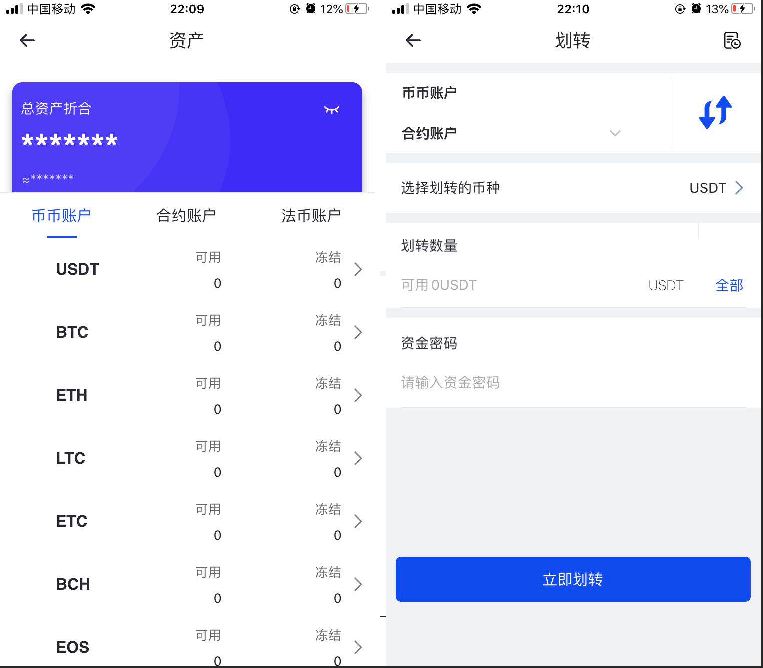 中国移动 22:09 12%
资产
总资产折合
*******
≈*******
币币账户 合约账户 法币账户
可用 冻结
USDT 0 0
可用 冻结
BTC 0 0
可用 冻结
ETH 0 0
可用 冻结
LTC 0 0
可用 冻结
ETC 0 0
可用 冻结
BCH 0 0
可用 冻结
EOS 0 0
中国移动 22:10 13%
划转
币币账户
合约账户
选择划转的币种 USDT
划转数量
可用 0USDT USDT 全部
资金密码
请输入资金密码
立即划转